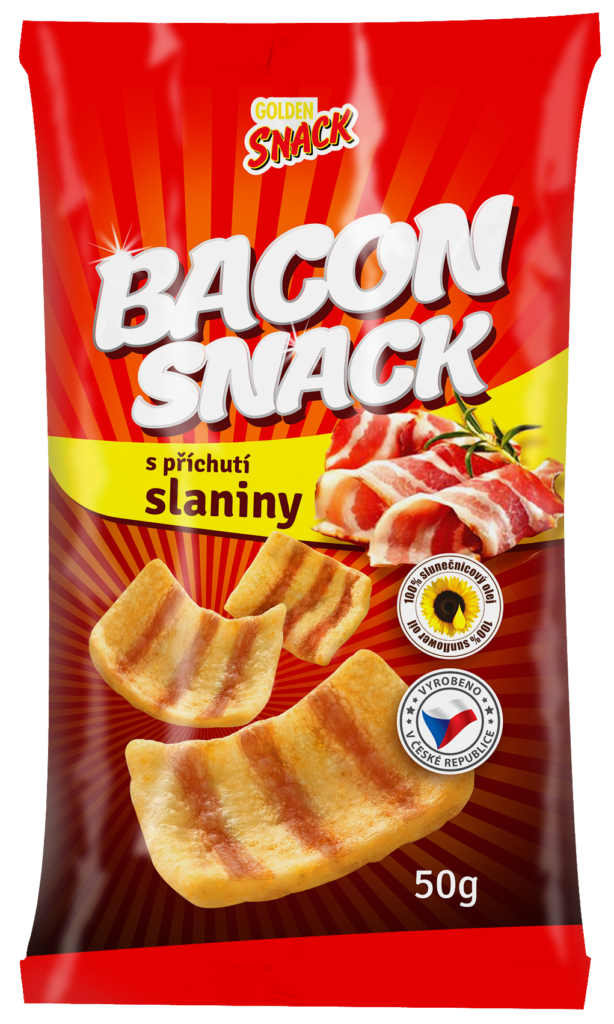 GOLDEN
SNACK
BACON
SNACK
s příchutí
slaniny
100% slunečnicový olej
100% sunflower oil
VYROBENO
V ČESKÉ REPUBLICE
50g